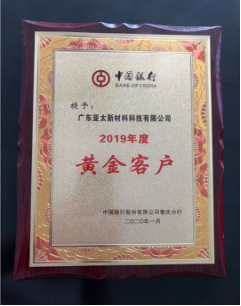 中国银行
BANK OF CHINA
授予：
广东亚太新材料科技有限公司
2019年度
黄金客户
中国银行股份有限公司肇庆分行
二〇二〇年一月